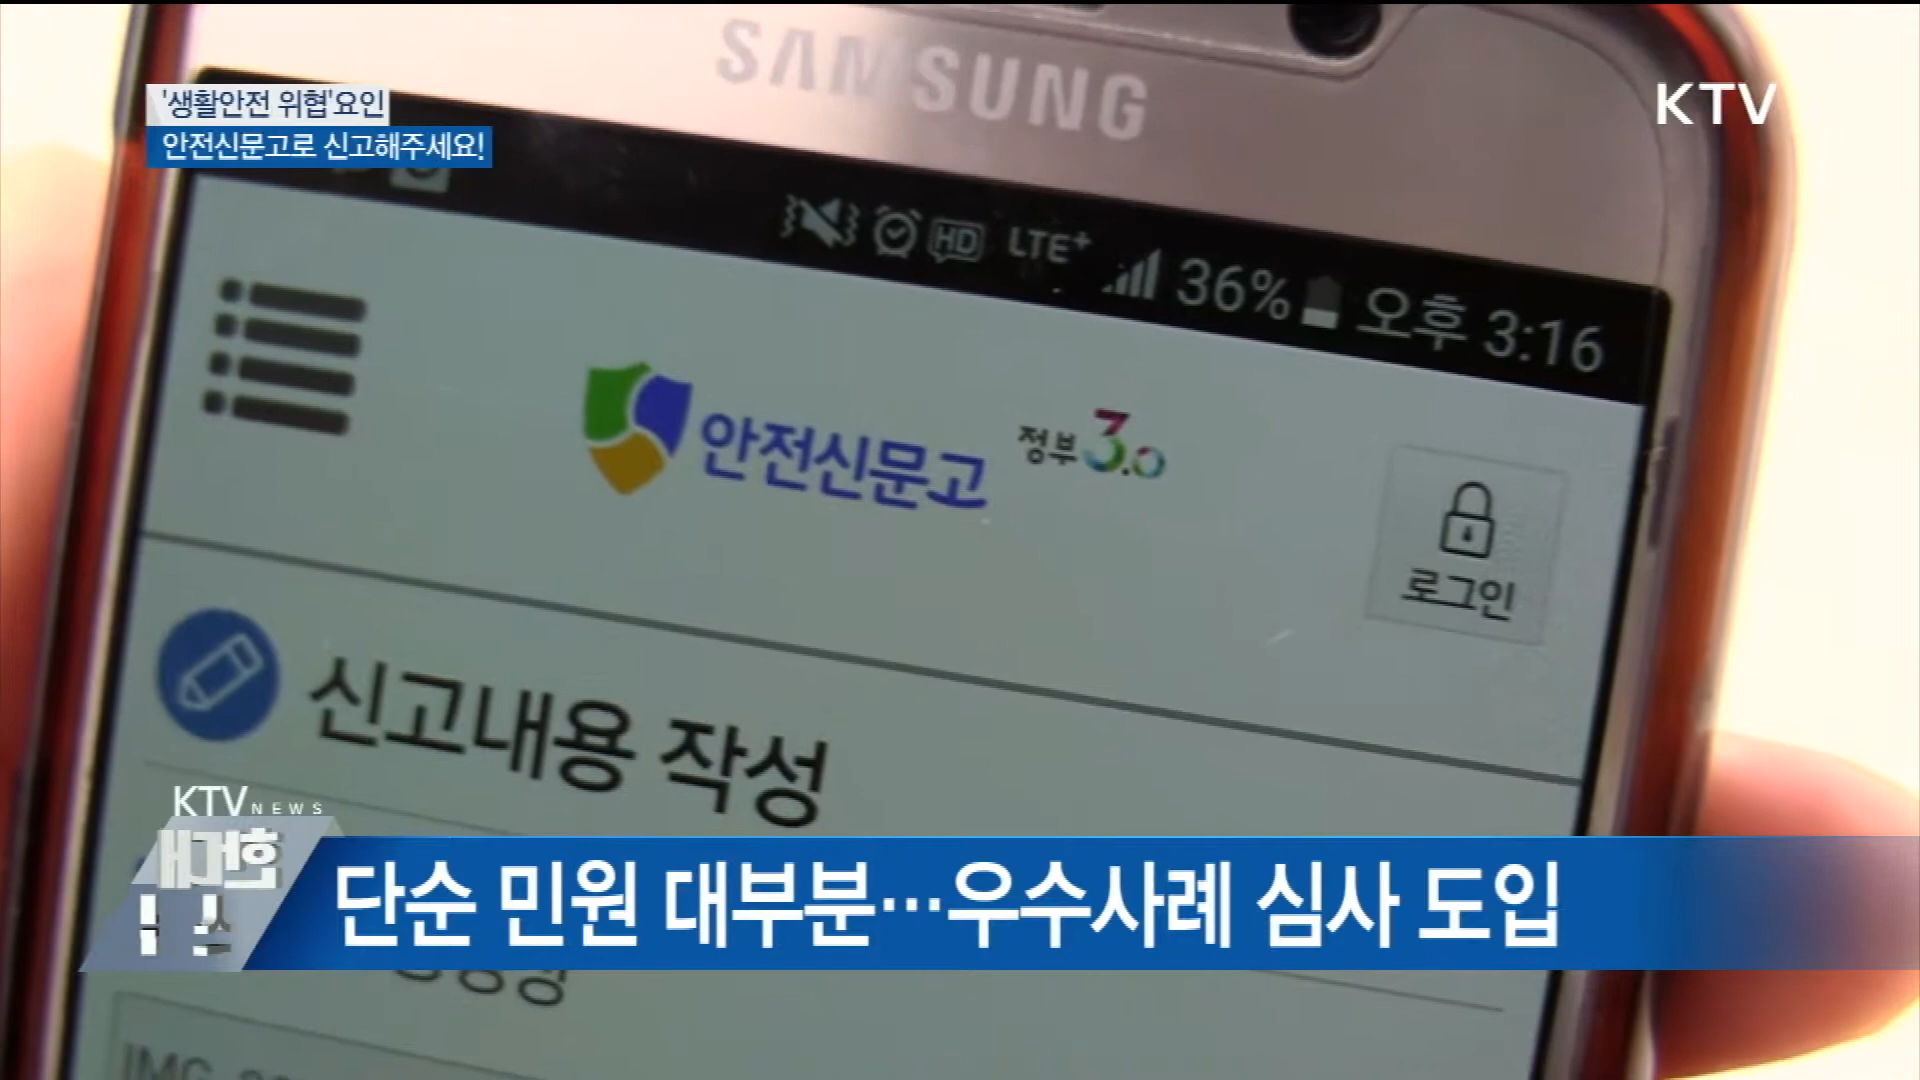 SAMSUNG
'생활안전 위협'요인
안전신문고로 신고해주세요!
KTV
HD LTE+ 36% 오후 3:16
안전신문고 정부3.0
로그인
신고내용 작성
KTV NEWS
단순 민원 대부분…우수사례 심사 도입
IMG